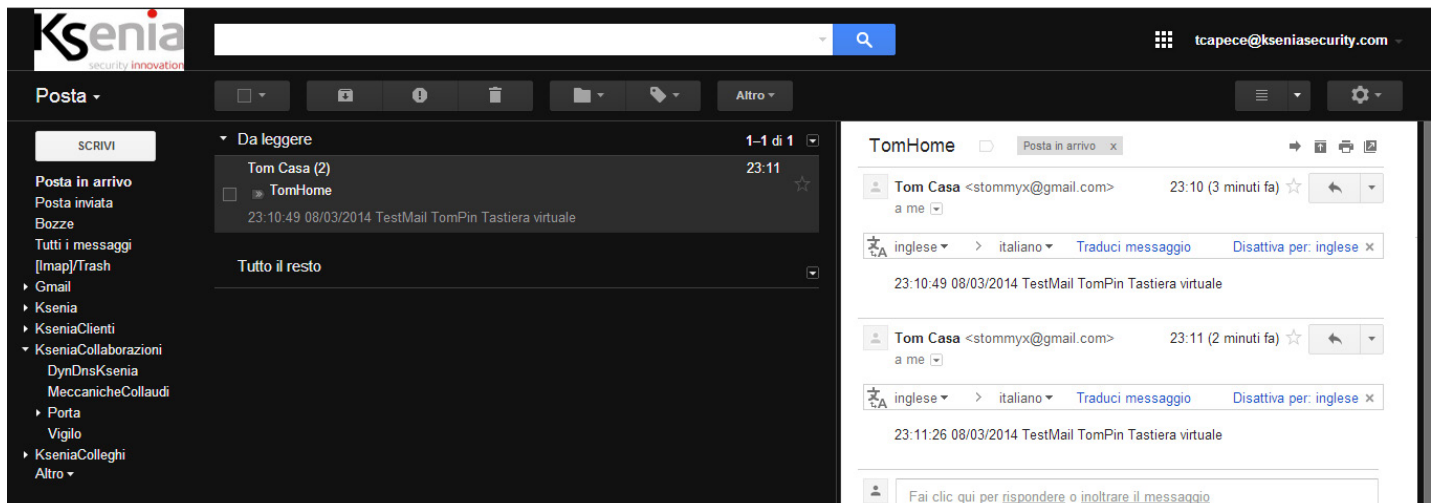 Ksenia
security innovation
tcapece@kseniasecurity.com
Posta
Altro
SCRIVI
Posta in arrivo
Posta inviata
Bozze
Tutti i messaggi
[Imap]/Trash
Gmail
Ksenia
KseniaClienti
KseniaCollaborazioni
DynDnsKsenia
MeccanicheCollaudi
Porta
Vigilo
KseniaColleghi
Altro
Da leggere 1–1 di 1
Tom Casa (2) 23:11
TomHome
23:10:49 08/03/2014 TestMail TomPin Tastiera virtuale
Tutto il resto
TomHome Posta in arrivo x
Tom Casa <stommyx@gmail.com> 23:10 (3 minuti fa)
a me
inglese > italiano Traduci messaggio Disattiva per: inglese ×
23:10:49 08/03/2014 TestMail TomPin Tastiera virtuale
Tom Casa <stommyx@gmail.com> 23:11 (2 minuti fa)
a me
inglese > italiano Traduci messaggio Disattiva per: inglese ×
23:11:26 08/03/2014 TestMail TomPin Tastiera virtuale
Fai clic qui per rispondere o inoltrare il messaggio